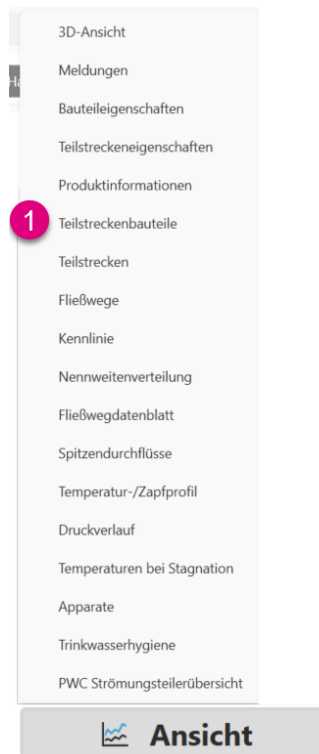 3D-Ansicht
Meldungen
Bauteileigenschaften
Teilstreckeneigenschaften
Produktinformationen
1 Teilstreckenbauteile
Teilstrecken
Fließwege
Kennlinie
Nennweitenverteilung
Fließwegdatenblatt
Spitzendurchflüsse
Temperatur-/Zapfprofil
Druckverlauf
Temperaturen bei Stagnation
Apparate
Trinkwasserhygiene
PWC Strömungsteilerübersicht
Ansicht